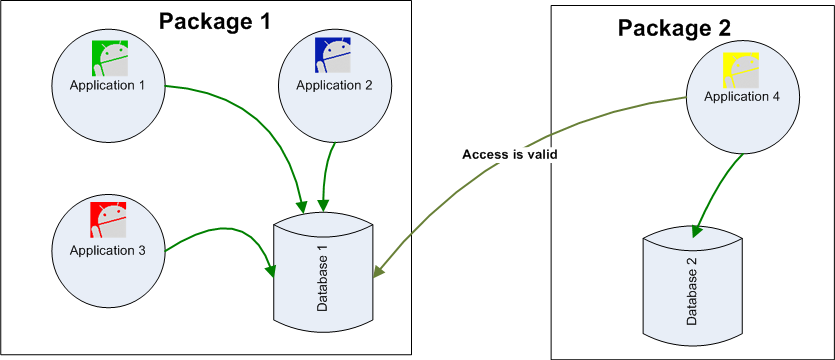 Package 1
Application 1
Application 2
Application 3
Database 1
Access is valid
Package 2
Application 4
Database 2